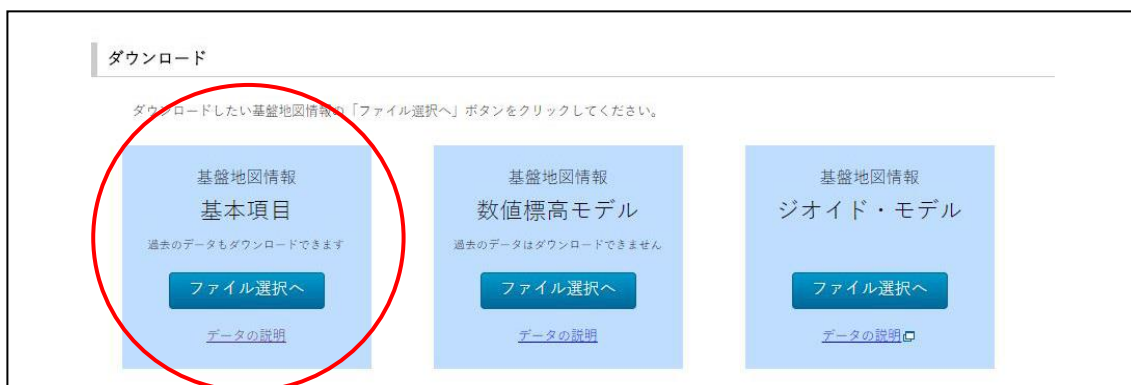 ダウンロード
ダウンロードしたい基盤地図情報の「ファイル選択へ」ボタンをクリックしてください。
基盤地図情報
基本項目
過去のデータもダウンロードできます
ファイル選択へ
データの説明
基盤地図情報
数値標高モデル
過去のデータはダウンロードできません
ファイル選択へ
データの説明
基盤地図情報
ジオイド・モデル
ファイル選択へ
データの説明